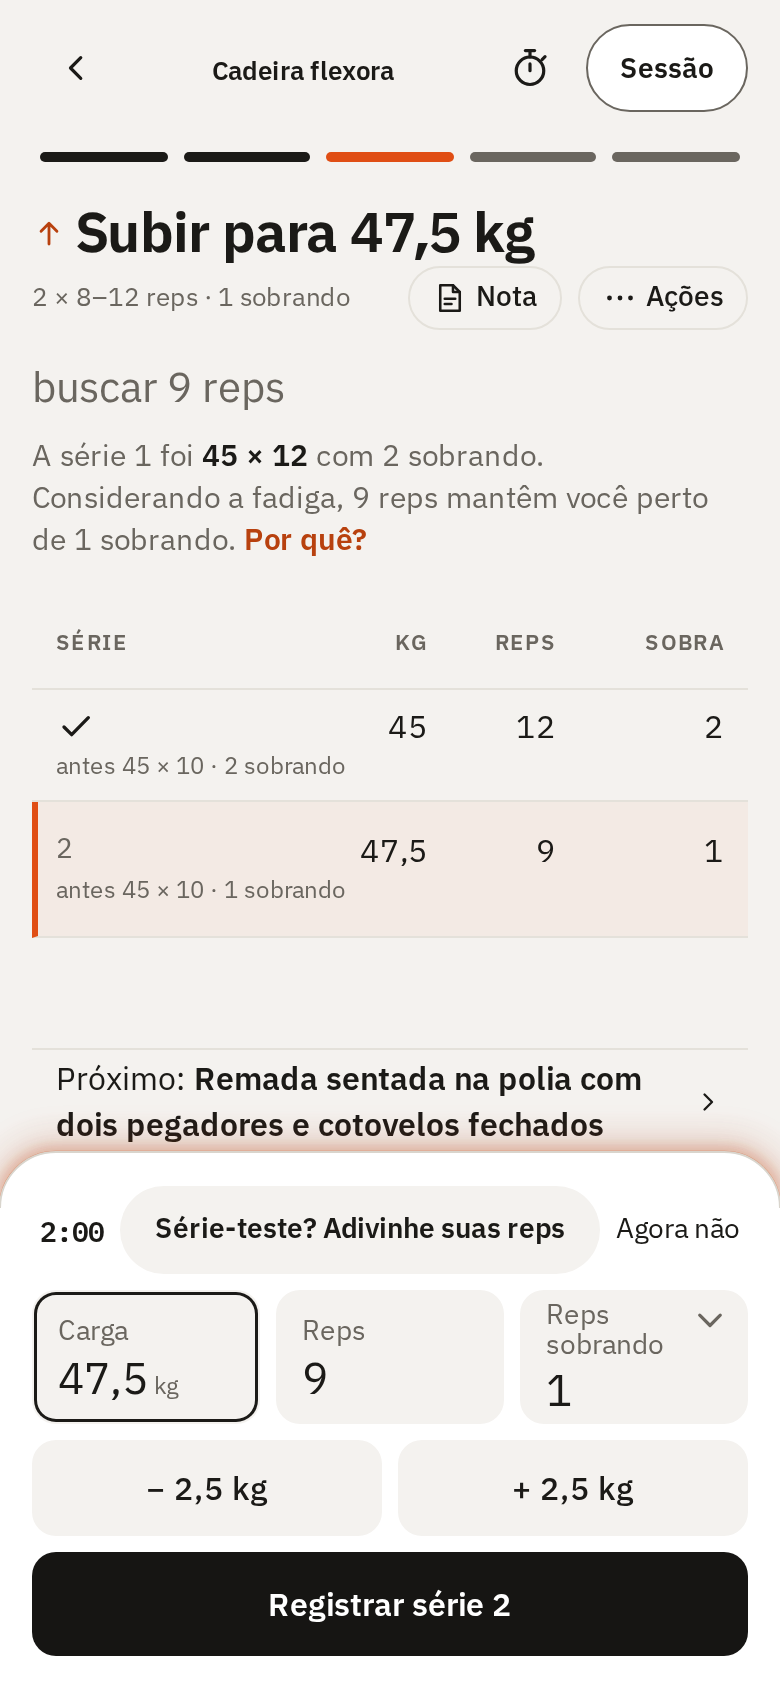 Cadeira flexora
Sessão
↑ Subir para 47,5 kg
2 × 8–12 reps · 1 sobrando
Nota
··· Ações
buscar 9 reps
A série 1 foi 45 × 12 com 2 sobrando.
Considerando a fadiga, 9 reps mantêm você perto
de 1 sobrando. Por quê?
SÉRIE KG REPS SOBRA
✓ 45 12 2
antes 45 × 10 · 2 sobrando
2 47,5 9 1
antes 45 × 10 · 1 sobrando
Próximo: Remada sentada na polia com
dois pegadores e cotovelos fechados
2:00 Série-teste? Adivinhe suas reps Agora não
Carga
47,5 kg
Reps
9
Reps
sobrando
1
− 2,5 kg
+ 2,5 kg
Registrar série 2